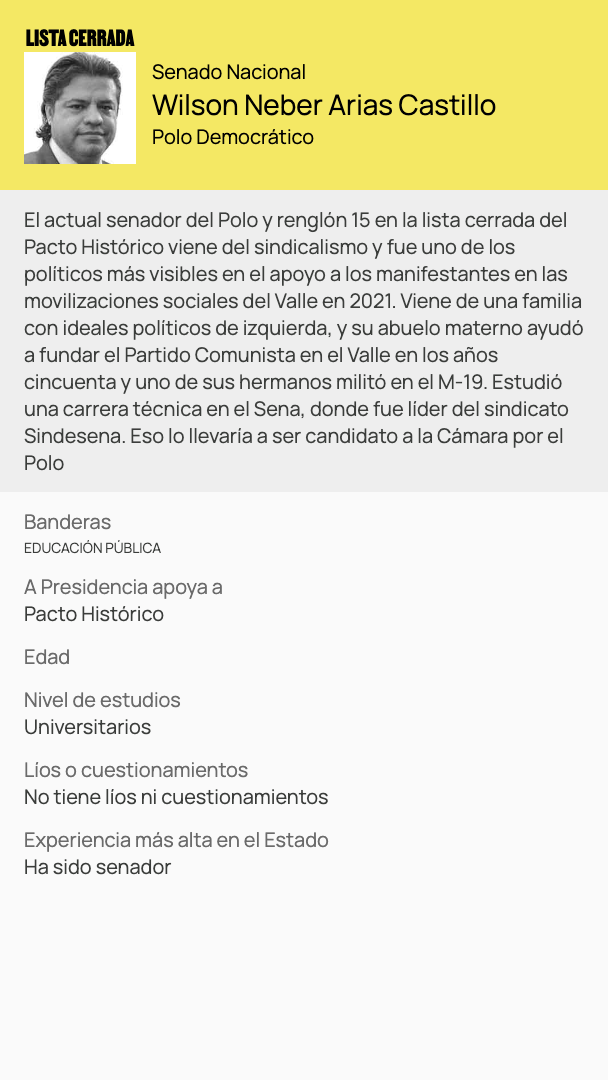 LISTA CERRADA
Senado Nacional
Wilson Neber Arias Castillo
Polo Democrático
El actual senador del Polo y renglón 15 en la lista cerrada del
Pacto Histórico viene del sindicalismo y fue uno de los
políticos más visibles en el apoyo a los manifestantes en las
movilizaciones sociales del Valle en 2021. Viene de una familia
con ideales políticos de izquierda, y su abuelo materno ayudó
a fundar el Partido Comunista en el Valle en los años
cincuenta y uno de sus hermanos militó en el M-19. Estudió
una carrera técnica en el Sena, donde fue líder del sindicato
Sindesena. Eso lo llevaría a ser candidato a la Cámara por el
Polo
Banderas
EDUCACIÓN PÚBLICA
A Presidencia apoya a
Pacto Histórico
Edad
Nivel de estudios
Universitarios
Líos o cuestionamientos
No tiene líos ni cuestionamientos
Experiencia más alta en el Estado
Ha sido senador